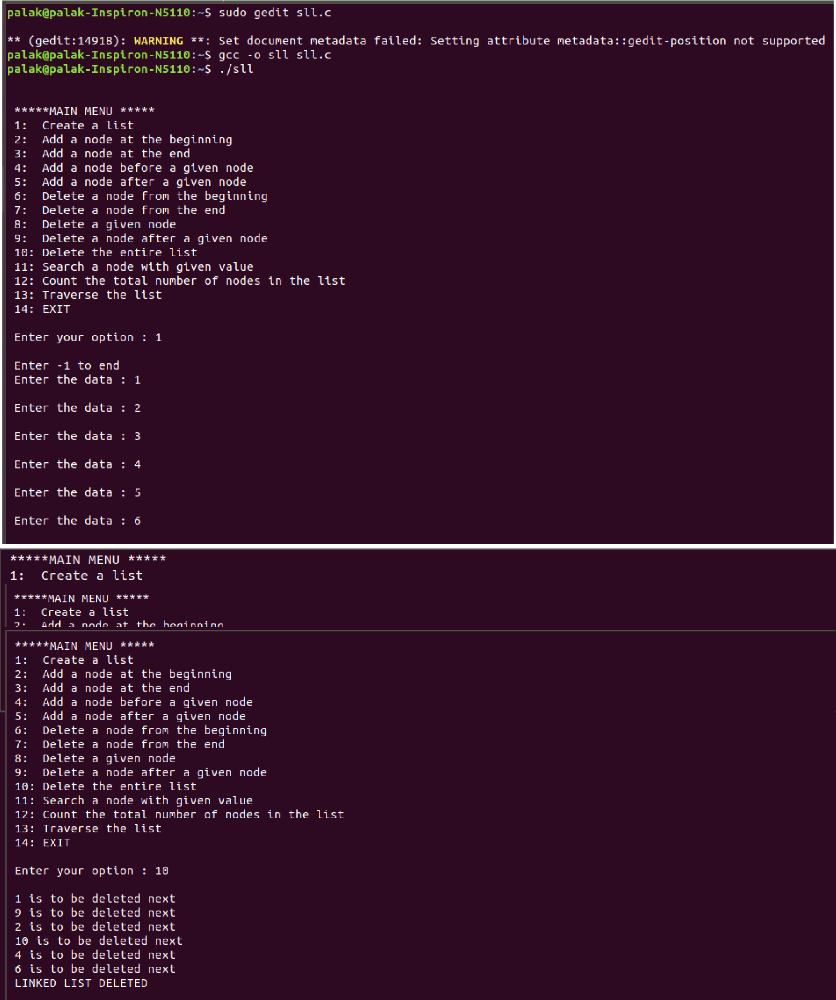 palak@palak-Inspiron-N5110:~$ sudo gedit sll.c
** (gedit:14918): WARNING **: Set document metadata failed: Setting attribute metadata::gedit-position not supported
palak@palak-Inspiron-N5110:~$ gcc -o sll sll.c
palak@palak-Inspiron-N5110:~$ ./sll
*****MAIN MENU *****
1:  Create a list
2:  Add a node at the beginning
3:  Add a node at the end
4:  Add a node before a given node
5:  Add a node after a given node
6:  Delete a node from the beginning
7:  Delete a node from the end
8:  Delete a given node
9:  Delete a node after a given node
10: Delete the entire list
11: Search a node with given value
12: Count the total number of nodes in the list
13: Traverse the list
14: EXIT
Enter your option : 1
Enter -1 to end
Enter the data : 1
Enter the data : 2
Enter the data : 3
Enter the data : 4
Enter the data : 5
Enter the data : 6
*****MAIN MENU *****
1:  Create a list
*****MAIN MENU *****
1:  Create a list
2:  Add a node at the beginning
*****MAIN MENU *****
1:  Create a list
2:  Add a node at the beginning
3:  Add a node at the end
4:  Add a node before a given node
5:  Add a node after a given node
6:  Delete a node from the beginning
7:  Delete a node from the end
8:  Delete a given node
9:  Delete a node after a given node
10: Delete the entire list
11: Search a node with given value
12: Count the total number of nodes in the list
13: Traverse the list
14: EXIT
Enter your option : 10
1 is to be deleted next
9 is to be deleted next
2 is to be deleted next
10 is to be deleted next
4 is to be deleted next
6 is to be deleted next
LINKED LIST DELETED